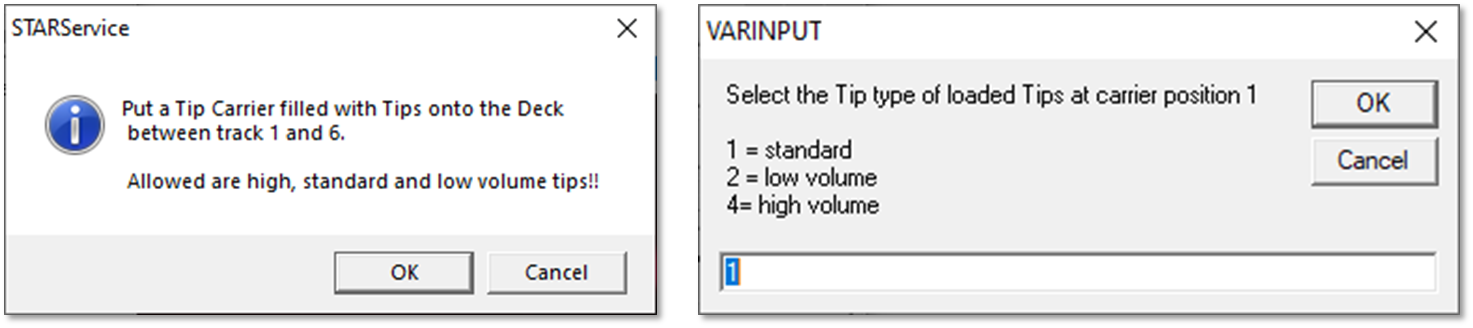 STARService
Put a Tip Carrier filled with Tips onto the Deck
between track 1 and 6.
Allowed are high, standard and low volume tips!!
OK
Cancel
VARINPUT
Select the Tip type of loaded Tips at carrier position 1
1 = standard
2 = low volume
4= high volume
OK
Cancel
1